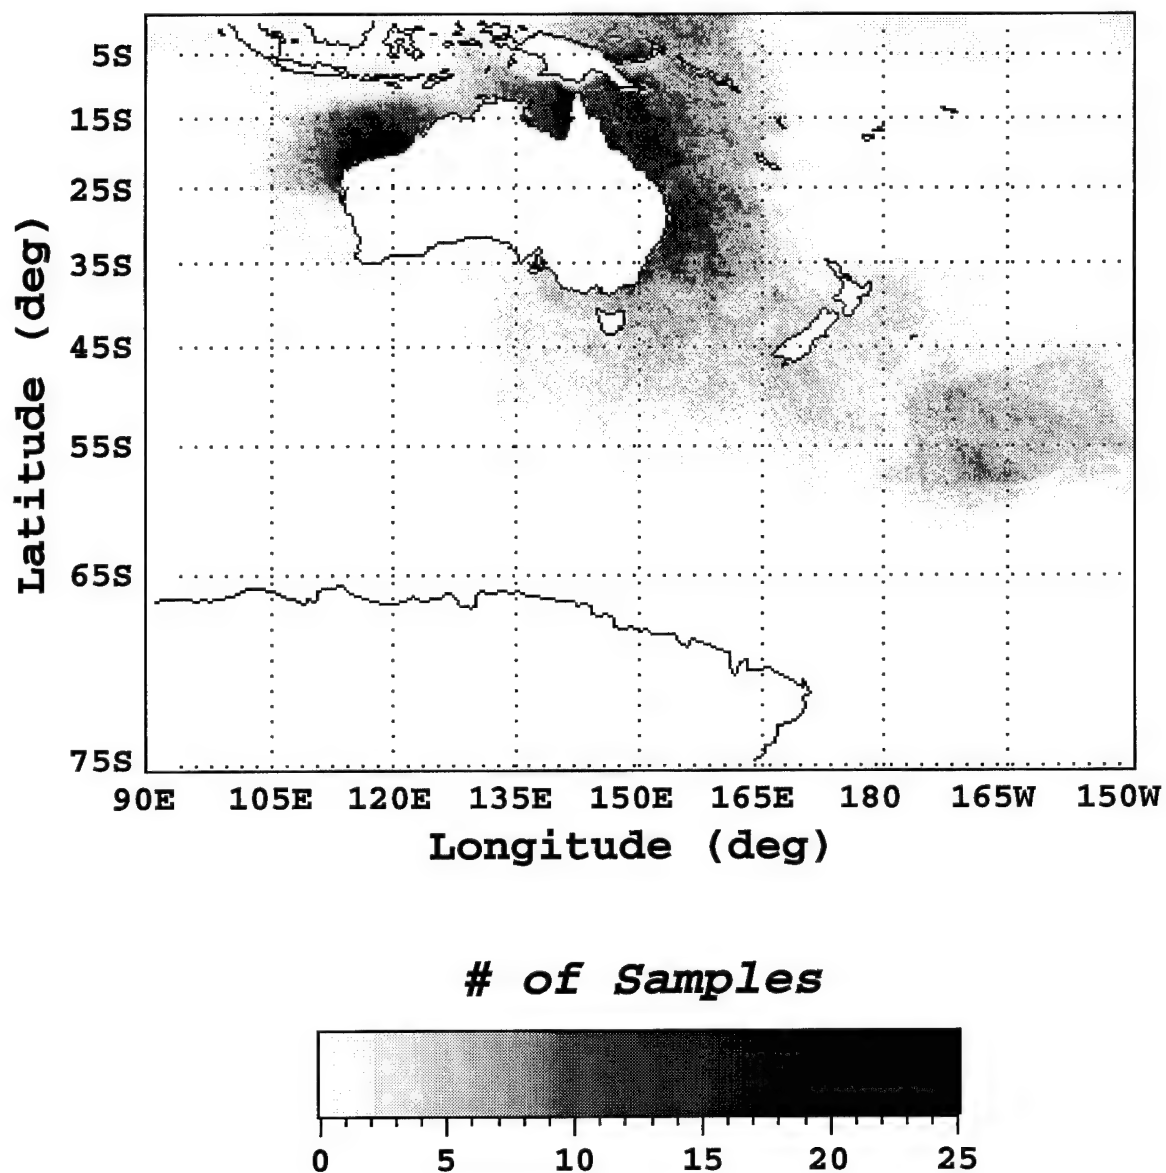 5S
15S
25S
35S
45S
55S
65S
75S
Latitude (deg)
90E 105E 120E 135E 150E 165E 180 165W 150W
Longitude (deg)
# of Samples
0 5 10 15 20 25